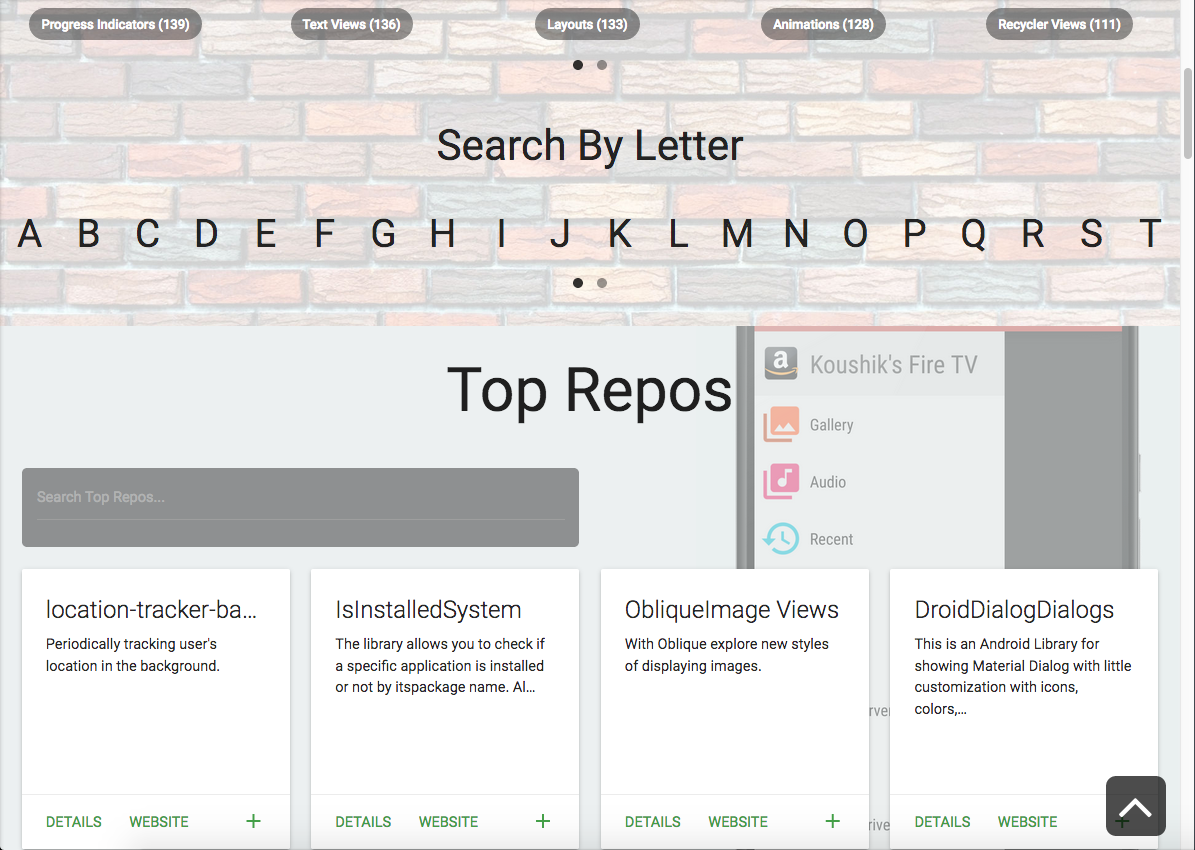 Progress Indicators (139) Text Views (136) Layouts (133) Animations (128) Recycler Views (111)
Search By Letter
A B C D E F G H I J K L M N O P Q R S T
Koushik's Fire TV
Top Repos
Gallery
Audio
Search Top Repos...
Recent
location-tracker-ba...
Periodically tracking user's
location in the background.
DETAILS WEBSITE +
IsInstalledSystem
The library allows you to check if
a specific application is installed
or not by itspackage name. Al...
DETAILS WEBSITE +
ObliqueImage Views
With Oblique explore new styles
of displaying images.
DETAILS WEBSITE +
DroidDialogDialogs
This is an Android Library for
showing Material Dialog with little
customization with icons,
colors,...
DETAILS WEBSITE +